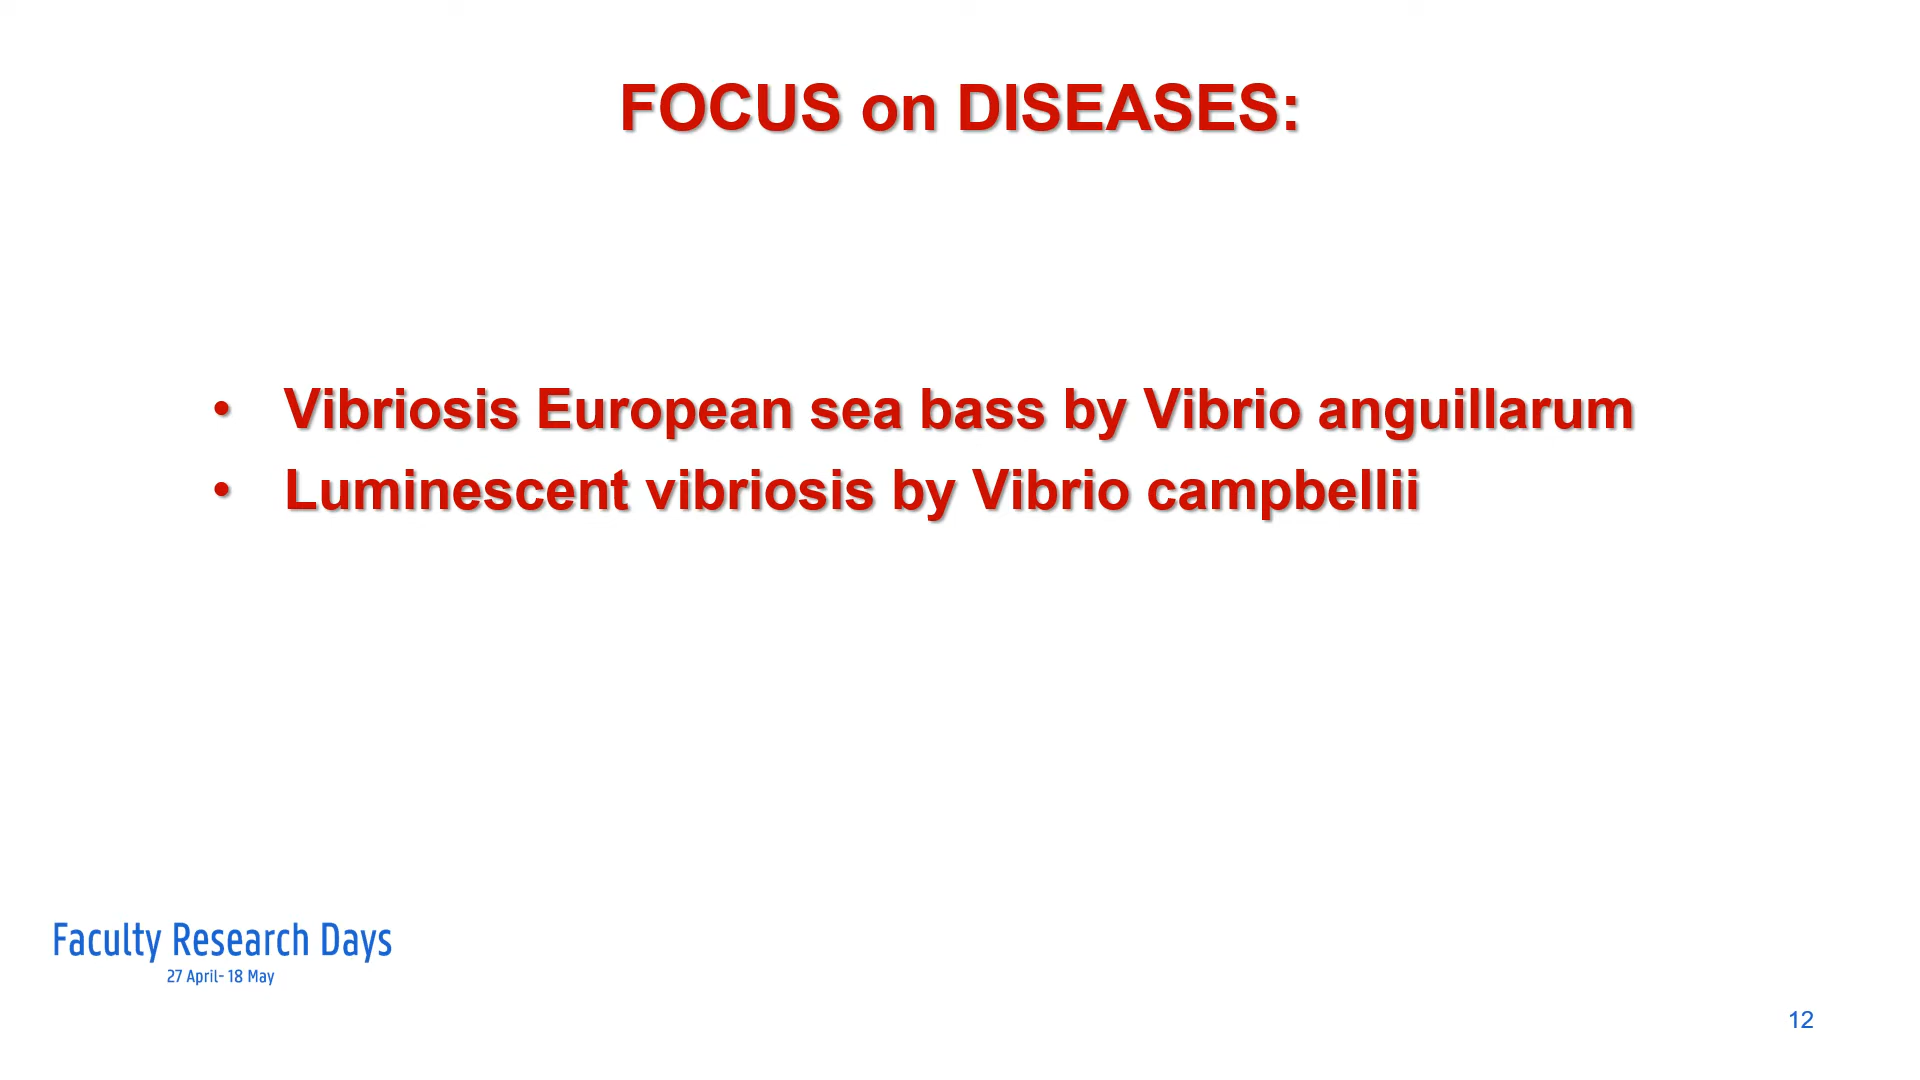 FOCUS on DISEASES:
• Vibriosis European sea bass by Vibrio anguillarum
• Luminescent vibriosis by Vibrio campbellii
Faculty Research Days
27 April- 18 May
12